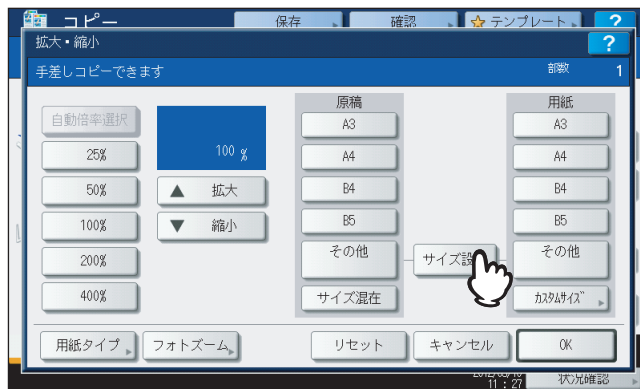 コピー
保存
確認
テンプレート
?
拡大・縮小
?
手差しコピーできます
部数 1
自動倍率選択
25%
50%
100%
200%
400%
100 %
▲ 拡大
▼ 縮小
原稿
A3
A4
B4
B5
その他
サイズ混在
サイズ設
用紙
A3
A4
B4
B5
その他
カスタムサイズ
用紙タイプ
フォトズーム
リセット
キャンセル
OK
11:27
状況確認